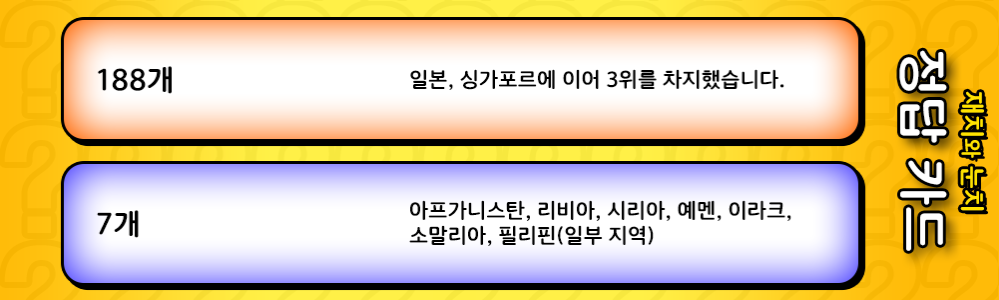 188개
일본, 싱가포르에 이어 3위를 차지했습니다.
7개
아프가니스탄, 리비아, 시리아, 예멘, 이라크,
소말리아, 필리핀(일부 지역)
재치와 눈치
정답 카드